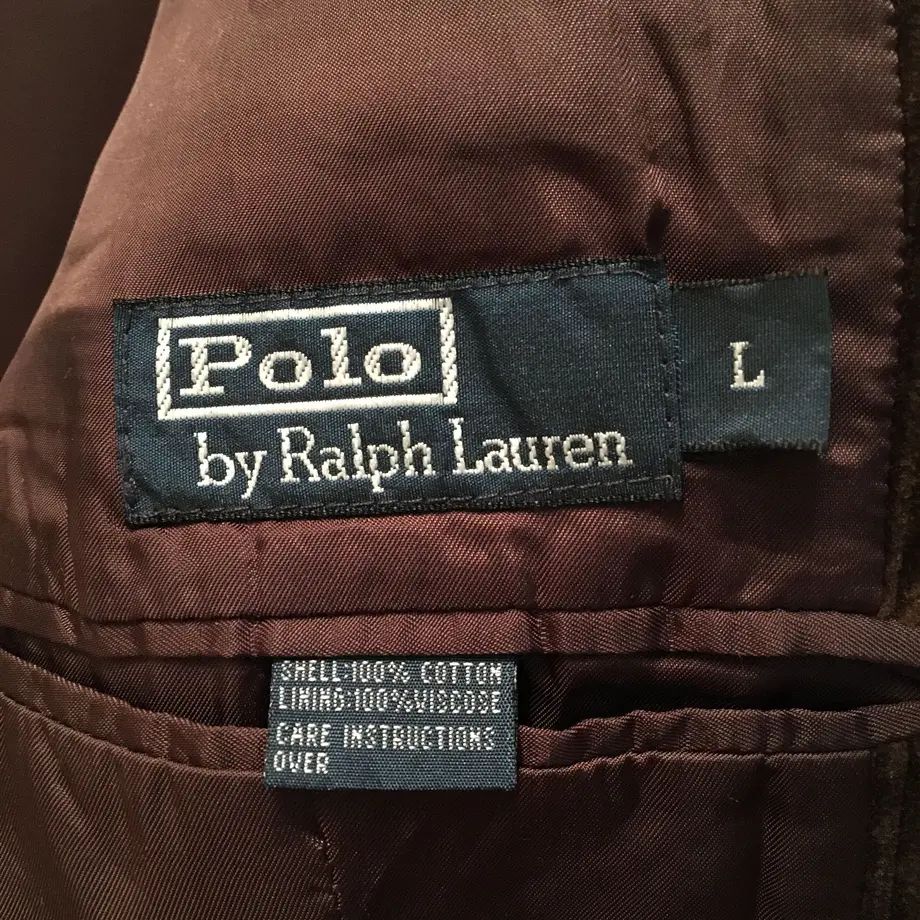 Polo
by Ralph Lauren
L
SHELL-100% COTTON
LINING-100%VISCOSE
CARE INSTRUCTIONS
OVER